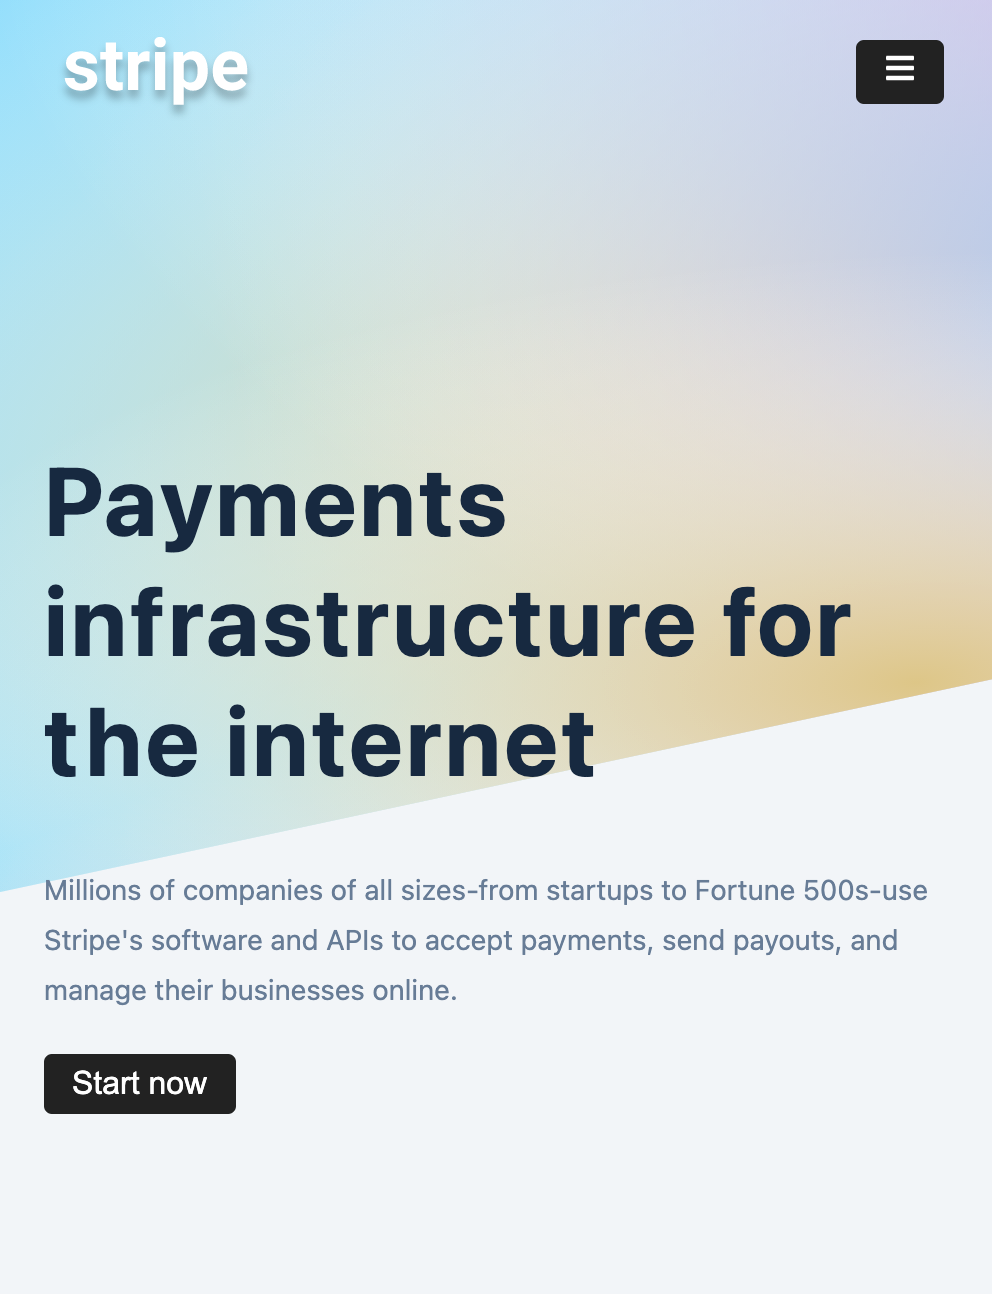 stripe
Payments
infrastructure for
the internet
Millions of companies of all sizes-from startups to Fortune 500s-use
Stripe's software and APIs to accept payments, send payouts, and
manage their businesses online.
Start now